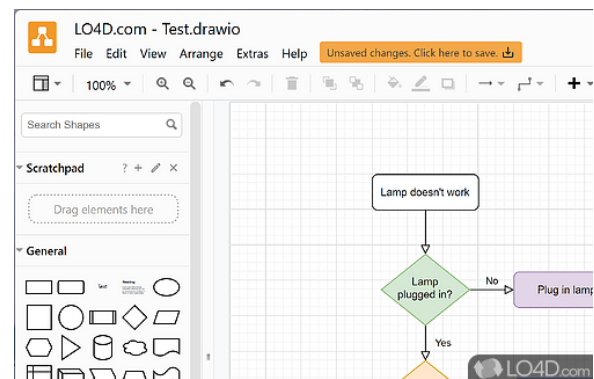 LO4D.com - Test.drawio
File Edit View Arrange Extras Help Unsaved changes. Click here to save.
100%
Search Shapes
Scratchpad ?
Drag elements here
General
Text
Heading
Lamp doesn't work
Lamp
plugged in?
No
Plug in lamp
Yes
LO4D.com